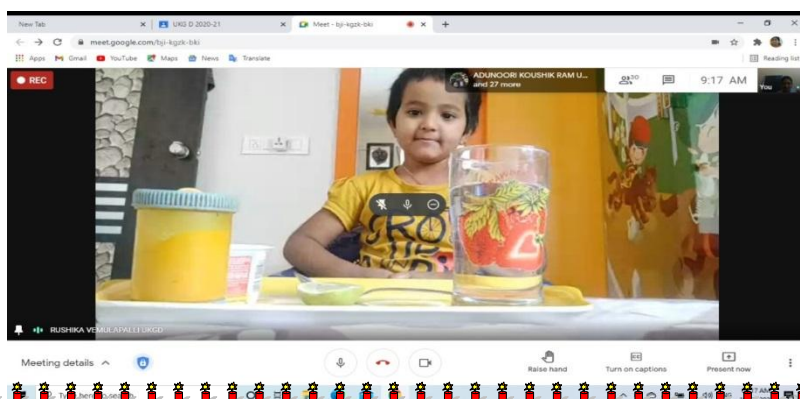 New Tab
UKG D 2020-21
Meet - bji-kgzk-bki
meet.google.com/bji-kgzk-bki
Apps
Gmail
YouTube
Maps
News
Translate
Reading list
REC
ADUNOORI KOUSHIK RAM U...
and 27 more
30
9:17 AM
You
RUSHIKA VEMULAPALLI UKGD
Meeting details
Raise hand
Turn on captions
Present now